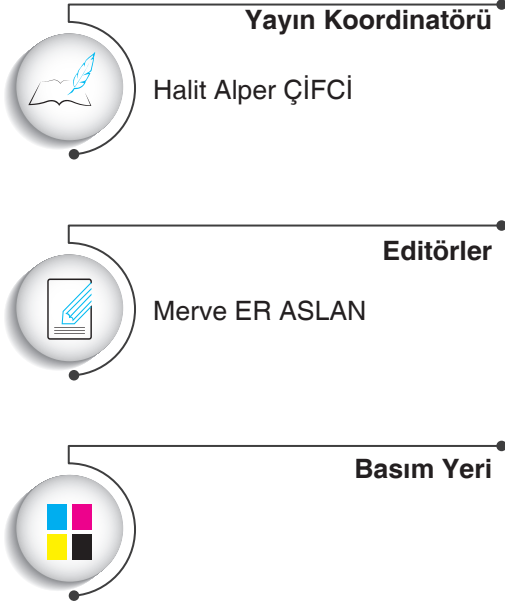 Yayın Koordinatörü
Halit Alper ÇİFCİ
Editörler
Merve ER ASLAN
Basım Yeri